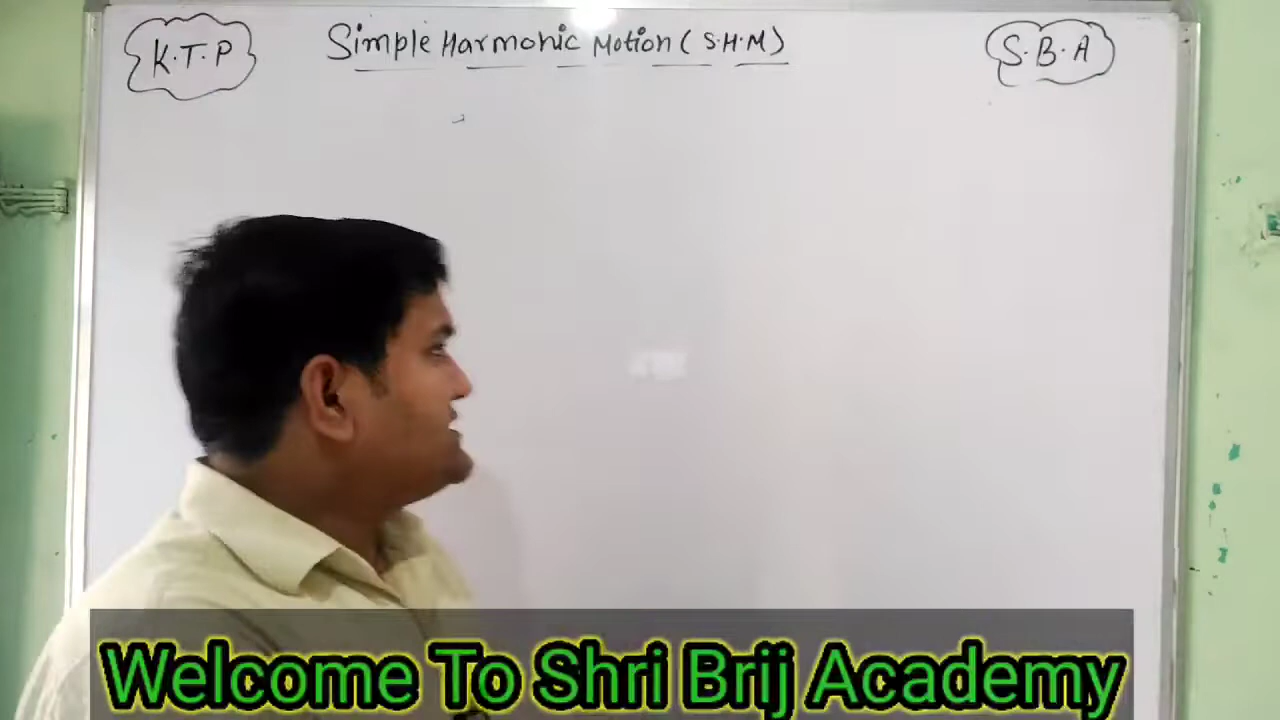 K.T.P
Simple Harmonic Motion (S.H.M)
S.B.A
Welcome To Shri Brij Academy